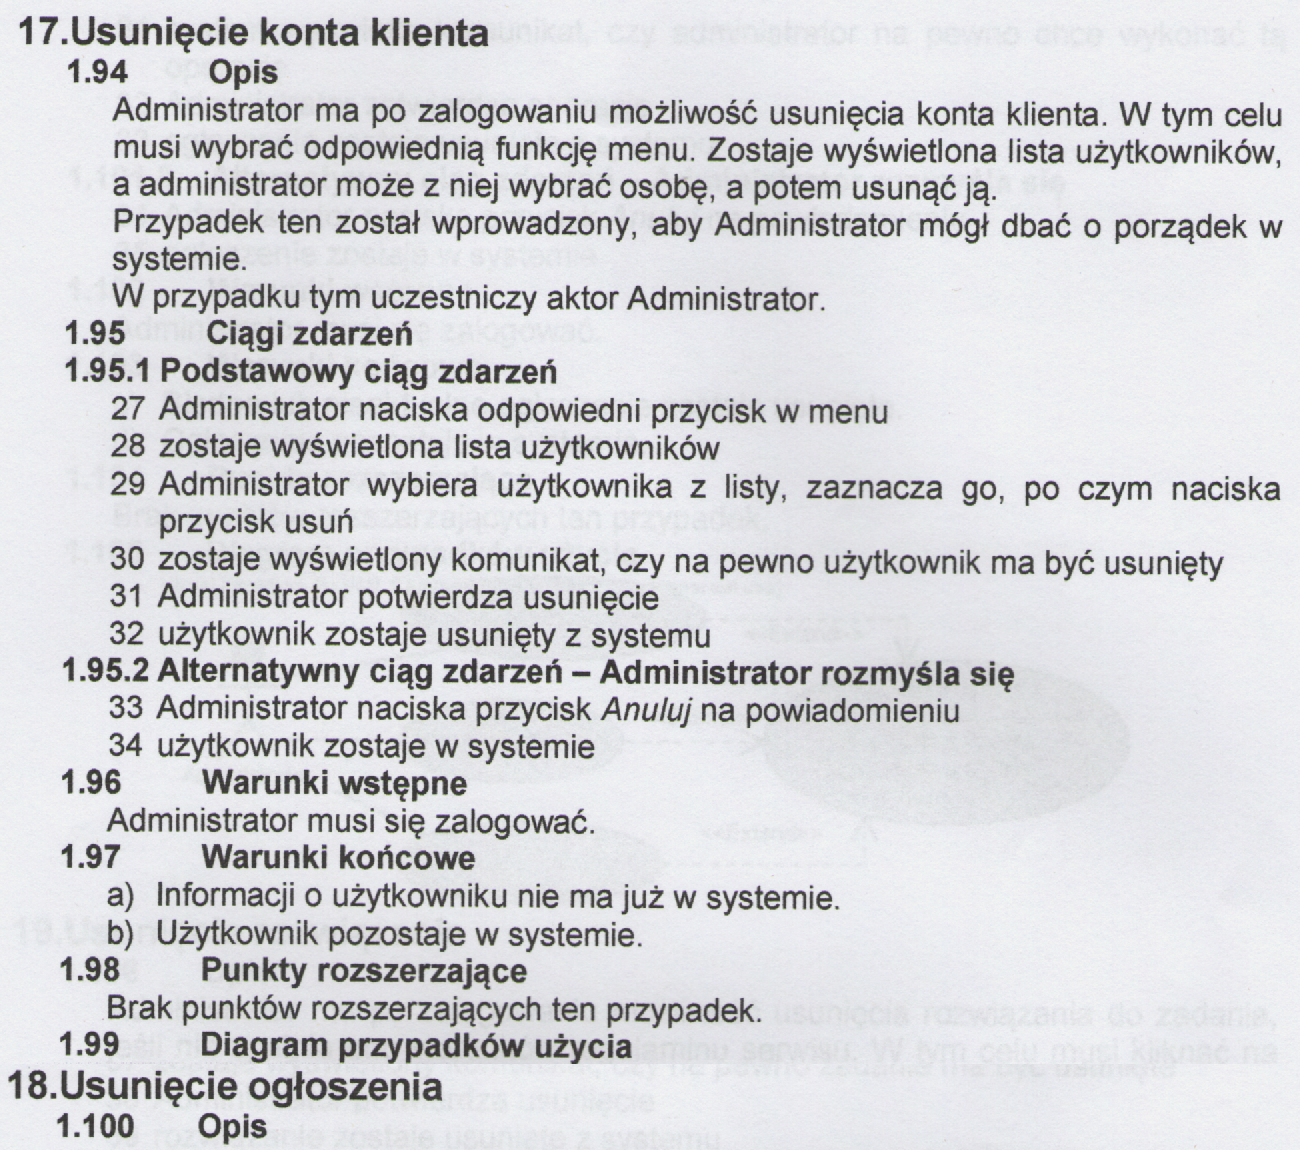 17.Usunięcie konta klienta
1.94 Opis
Administrator ma po zalogowaniu możliwość usunięcia konta klienta. W tym celu
musi wybrać odpowiednią funkcję menu. Zostaje wyświetlona lista użytkowników,
a administrator może z niej wybrać osobę, a potem usunąć ją.
Przypadek ten został wprowadzony, aby Administrator mógł dbać o porządek w
systemie.
W przypadku tym uczestniczy aktor Administrator.
1.95 Ciągi zdarzeń
1.95.1 Podstawowy ciąg zdarzeń
27 Administrator naciska odpowiedni przycisk w menu
28 zostaje wyświetlona lista użytkowników
29 Administrator wybiera użytkownika z listy, zaznacza go, po czym naciska
przycisk usuń
30 zostaje wyświetlony komunikat, czy na pewno użytkownik ma być usunięty
31 Administrator potwierdza usunięcie
32 użytkownik zostaje usunięty z systemu
1.95.2 Alternatywny ciąg zdarzeń – Administrator rozmyśla się
33 Administrator naciska przycisk Anuluj na powiadomieniu
34 użytkownik zostaje w systemie
1.96 Warunki wstępne
Administrator musi się zalogować.
1.97 Warunki końcowe
a) Informacji o użytkowniku nie ma już w systemie.
b) Użytkownik pozostaje w systemie.
1.98 Punkty rozszerzające
Brak punktów rozszerzających ten przypadek.
1.99 Diagram przypadków użycia
18.Usunięcie ogłoszenia
1.100 Opis